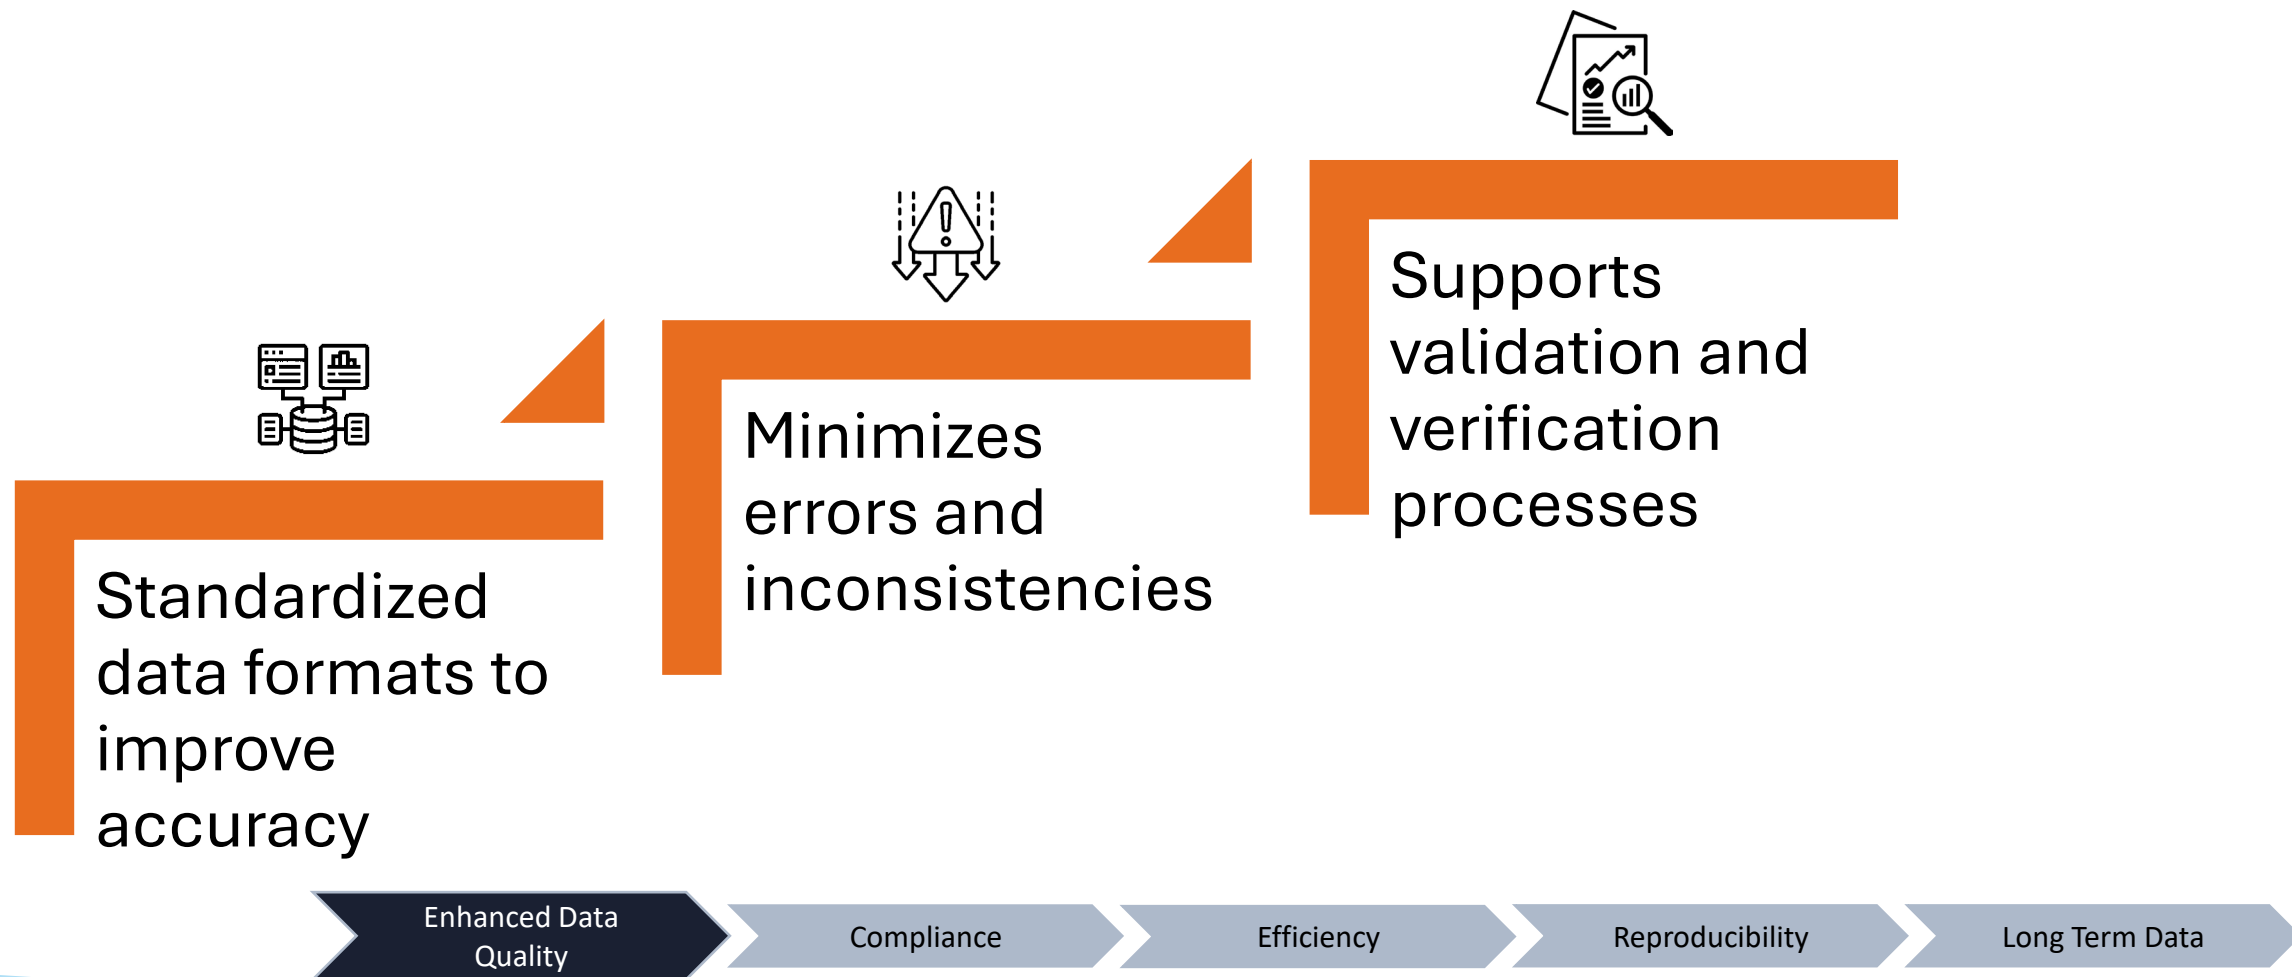 Standardized
data formats to
improve
accuracy
Minimizes
errors and
inconsistencies
Supports
validation and
verification
processes
Enhanced Data
Quality
Compliance
Efficiency
Reproducibility
Long Term Data